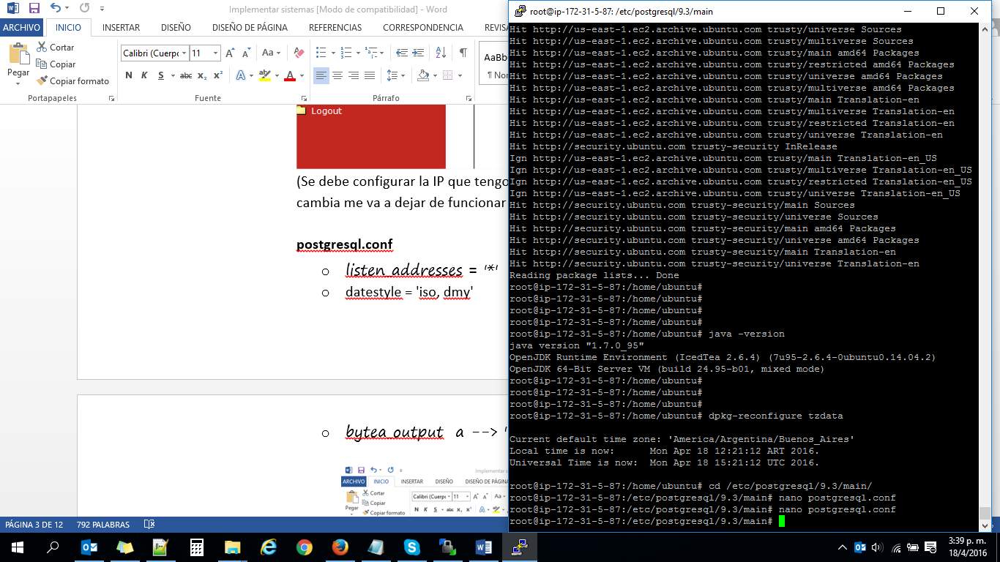 Implementar sistemas [Modo de compatibilidad] - Word
ARCHIVO INICIO INSERTAR DISEÑO DISEÑO DE PÁGINA REFERENCIAS CORRESPONDENCIA REVISA
Pegar
Cortar
Copiar
Copiar formato
Portapapeles
Calibri (Cuerpo 11
N K S abc x₂ x²
Fuente
Párrafo
AaBb
¶ Nor
Logout
(Se debe configurar la IP que tengo
cambia me va a dejar de funcionar
postgresql.conf
o listen_addresses = '*'
o datestyle = 'iso, dmy'
o bytea_output a --> '
ARCHIVO INICIO INSERTAR DISEÑO DISEÑO DE PÁGINA
Pegar
Cortar
Copiar
Copiar formato
Calibri (Cuerpo 11
N K S abc x₂ x²
PÁGINA 3 DE 12 792 PALABRAS
root@ip-172-31-5-87: /etc/postgresql/9.3/main
Hit http://us-east-1.ec2.archive.ubuntu.com trusty/universe Sources
Hit http://us-east-1.ec2.archive.ubuntu.com trusty/multiverse Sources
Hit http://us-east-1.ec2.archive.ubuntu.com trusty/main amd64 Packages
Hit http://us-east-1.ec2.archive.ubuntu.com trusty/restricted amd64 Packages
Hit http://us-east-1.ec2.archive.ubuntu.com trusty/universe amd64 Packages
Hit http://us-east-1.ec2.archive.ubuntu.com trusty/multiverse amd64 Packages
Hit http://us-east-1.ec2.archive.ubuntu.com trusty/main Translation-en
Hit http://us-east-1.ec2.archive.ubuntu.com trusty/multiverse Translation-en
Hit http://us-east-1.ec2.archive.ubuntu.com trusty/restricted Translation-en
Hit http://us-east-1.ec2.archive.ubuntu.com trusty/universe Translation-en
Hit http://security.ubuntu.com trusty-security InRelease
Ign http://us-east-1.ec2.archive.ubuntu.com trusty/main Translation-en_US
Ign http://us-east-1.ec2.archive.ubuntu.com trusty/multiverse Translation-en_US
Ign http://us-east-1.ec2.archive.ubuntu.com trusty/restricted Translation-en_US
Ign http://us-east-1.ec2.archive.ubuntu.com trusty/universe Translation-en_US
Hit http://security.ubuntu.com trusty-security/main Sources
Hit http://security.ubuntu.com trusty-security/universe Sources
Hit http://security.ubuntu.com trusty-security/main amd64 Packages
Hit http://security.ubuntu.com trusty-security/universe amd64 Packages
Hit http://security.ubuntu.com trusty-security/main Translation-en
Hit http://security.ubuntu.com trusty-security/universe Translation-en
Reading package lists... Done
root@ip-172-31-5-87:/home/ubuntu#
root@ip-172-31-5-87:/home/ubuntu#
root@ip-172-31-5-87:/home/ubuntu#
root@ip-172-31-5-87:/home/ubuntu#
root@ip-172-31-5-87:/home/ubuntu# java -version
java version "1.7.0_95"
OpenJDK Runtime Environment (IcedTea 2.6.4) (7u95-2.6.4-0ubuntu0.14.04.2)
OpenJDK 64-Bit Server VM (build 24.95-b01, mixed mode)
root@ip-172-31-5-87:/home/ubuntu#
root@ip-172-31-5-87:/home/ubuntu#
root@ip-172-31-5-87:/home/ubuntu#
root@ip-172-31-5-87:/home/ubuntu# dpkg-reconfigure tzdata
Current default time zone: 'America/Argentina/Buenos_Aires'
Local time is now:      Mon Apr 18 12:21:12 ART 2016.
Universal Time is now:  Mon Apr 18 15:21:12 UTC 2016.
root@ip-172-31-5-87:/home/ubuntu# cd /etc/postgresql/9.3/main/
root@ip-172-31-5-87:/etc/postgresql/9.3/main# nano postgresql.conf
root@ip-172-31-5-87:/etc/postgresql/9.3/main# nano postgresql.conf
root@ip-172-31-5-87:/etc/postgresql/9.3/main#
3:39 p. m.
18/4/2016